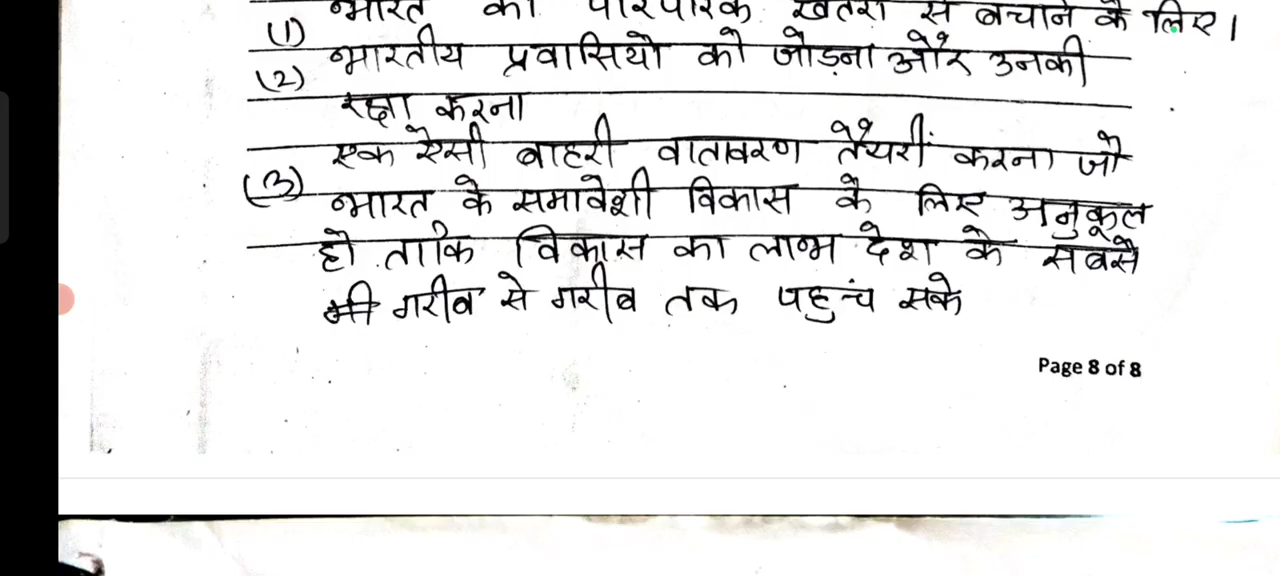 (1) भारत को पारंपारिक खतरो से बचाने के लिए।
(2) भारतीय प्रवासियो को जोड़ना और उनकी
रक्षा करना
(3) एक ऐसी बाहरी वातावरण तैयरी करना जो
भारत के समावेशी विकास के लिए अनुकूल
हो ताकि विकास का लाभ देश के सबसे
भी गरीब से गरीब तक पहुचं सके
Page 8 of 8